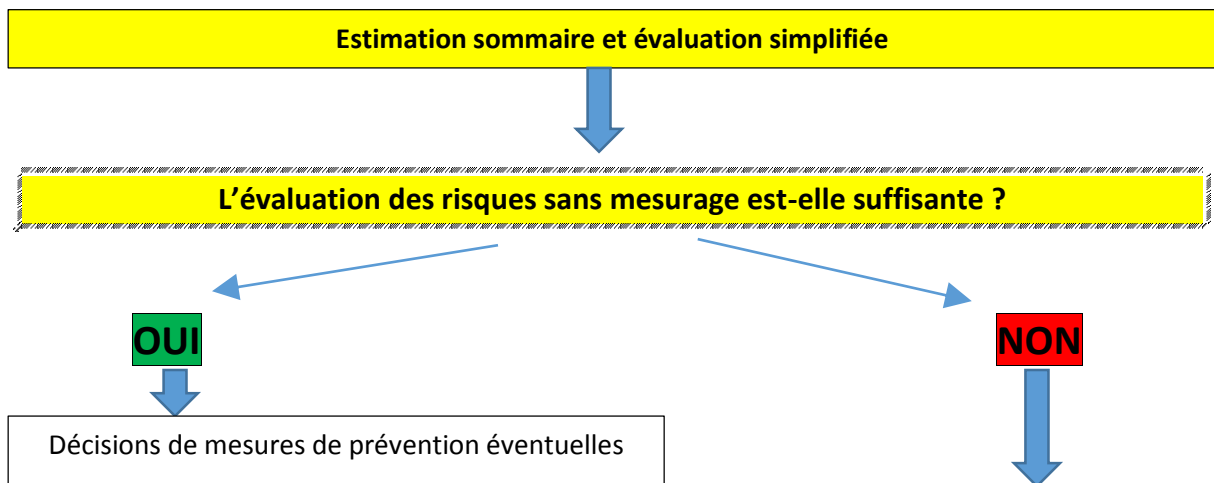 Estimation sommaire et évaluation simplifiée
L’évaluation des risques sans mesurage est-elle suffisante ?
OUI
NON
Décisions de mesures de prévention éventuelles